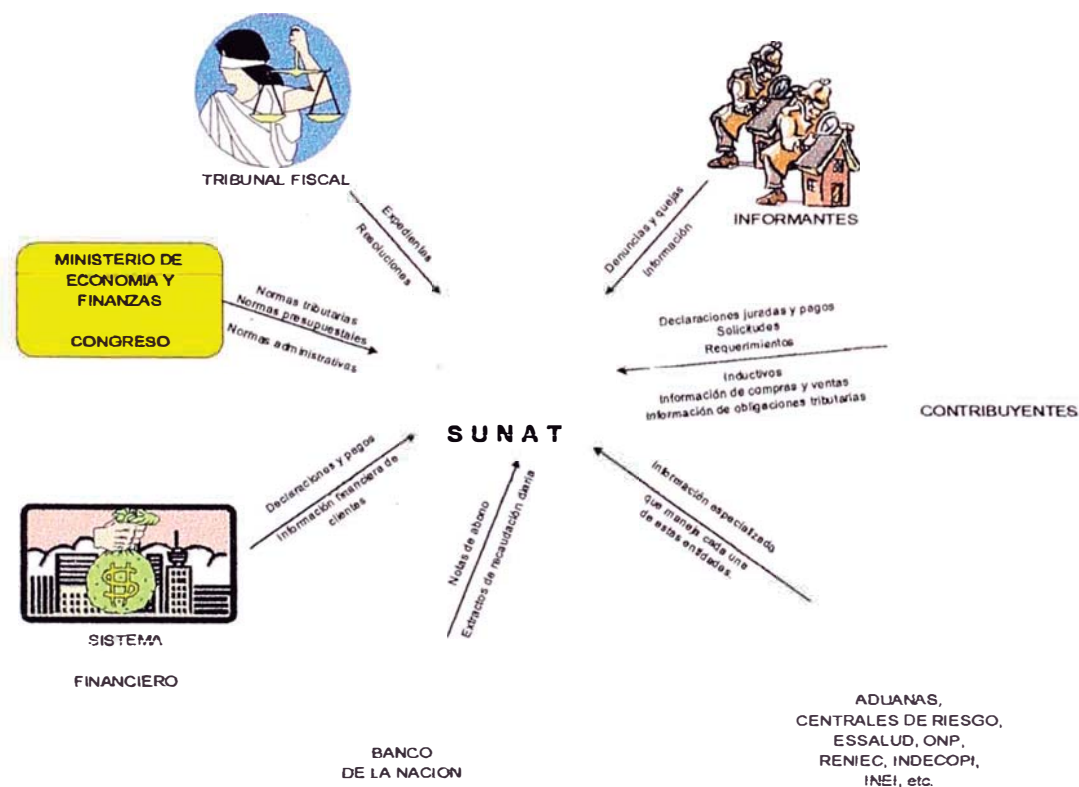 TRIBUNAL FISCAL
Expedientes
Resoluciones
INFORMANTES
Denuncias y quejas
información
MINISTERIO DE
ECONOMIA Y
FINANZAS
CONGRESO
Normas tributarias
Normas presupuestales
Normas administrativas
Declaraciones juradas y pagos
Solicitudes
Requerimientos
Inductivos
Información de compras y ventas
Información de obligaciones tributarias
CONTRIBUYENTES
SUNAT
Declaraciones y pagos
Información financiera de
clientes
Notas de abono
Extractos de recaudación diaria
Información especializada
que maneja cada una
de estas entidades.
SISTEMA
FINANCIERO
BANCO
DE LA NACION
ADUANAS,
CENTRALES DE RIESGO,
ESSALUD, ONP,
RENIEC, INDECOPI,
INEI, etc.